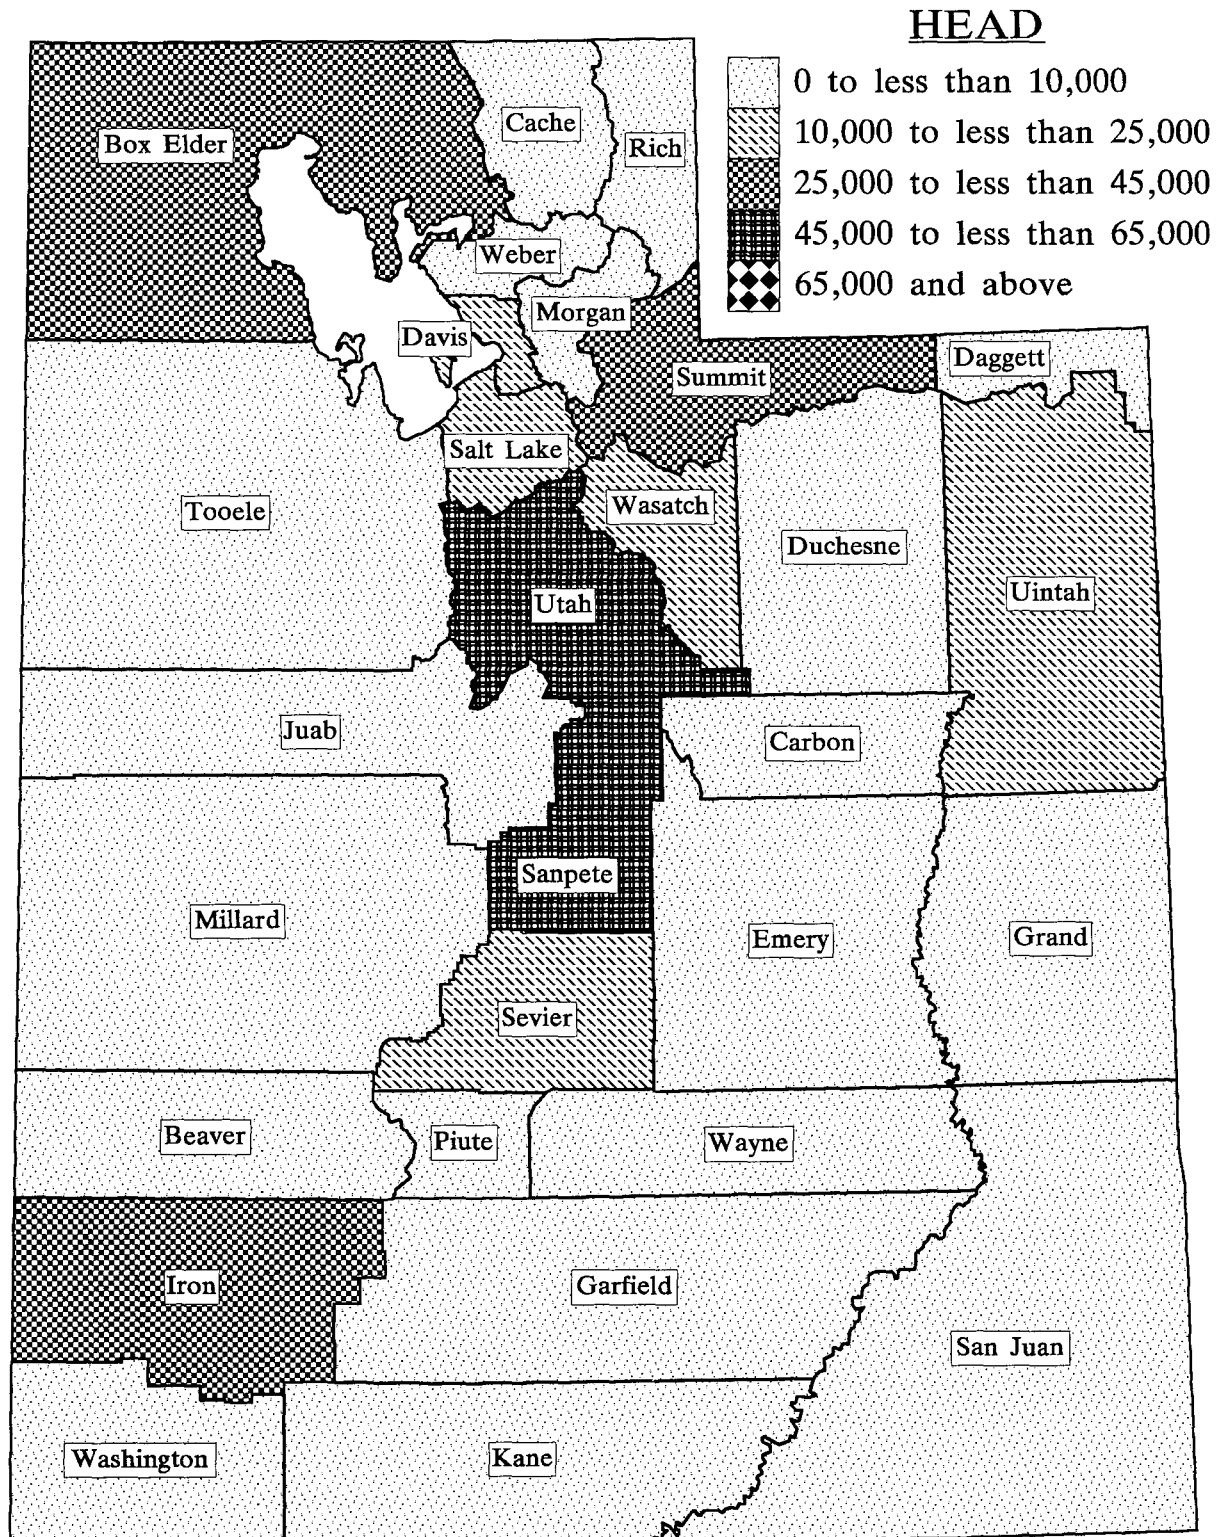 HEAD
0 to less than 10,000
10,000 to less than 25,000
25,000 to less than 45,000
45,000 to less than 65,000
65,000 and above
Cache
Box Elder
Rich
Weber
Morgan
Davis
Daggett
Summit
Salt Lake
Wasatch
Tooele
Duchesne
Uintah
Utah
Juab
Carbon
Sanpete
Millard
Emery
Grand
Sevier
Beaver
Piute
Wayne
Iron
Garfield
San Juan
Washington
Kane